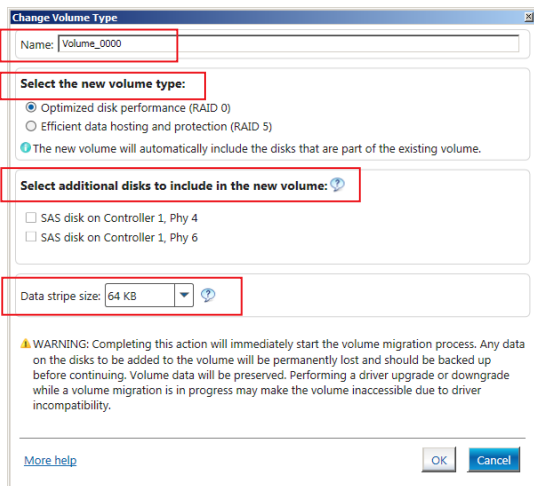 Change Volume Type
Name: Volume_0000
Select the new volume type:
Optimized disk performance (RAID 0)
Efficient data hosting and protection (RAID 5)
The new volume will automatically include the disks that are part of the existing volume.
Select additional disks to include in the new volume:
SAS disk on Controller 1, Phy 4
SAS disk on Controller 1, Phy 6
Data stripe size: 64 KB
WARNING: Completing this action will immediately start the volume migration process. Any data
on the disks to be added to the volume will be permanently lost and should be backed up
before continuing. Volume data will be preserved. Performing a driver upgrade or downgrade
while a volume migration is in progress may make the volume inaccessible due to driver
incompatibility.
More help
OK
Cancel